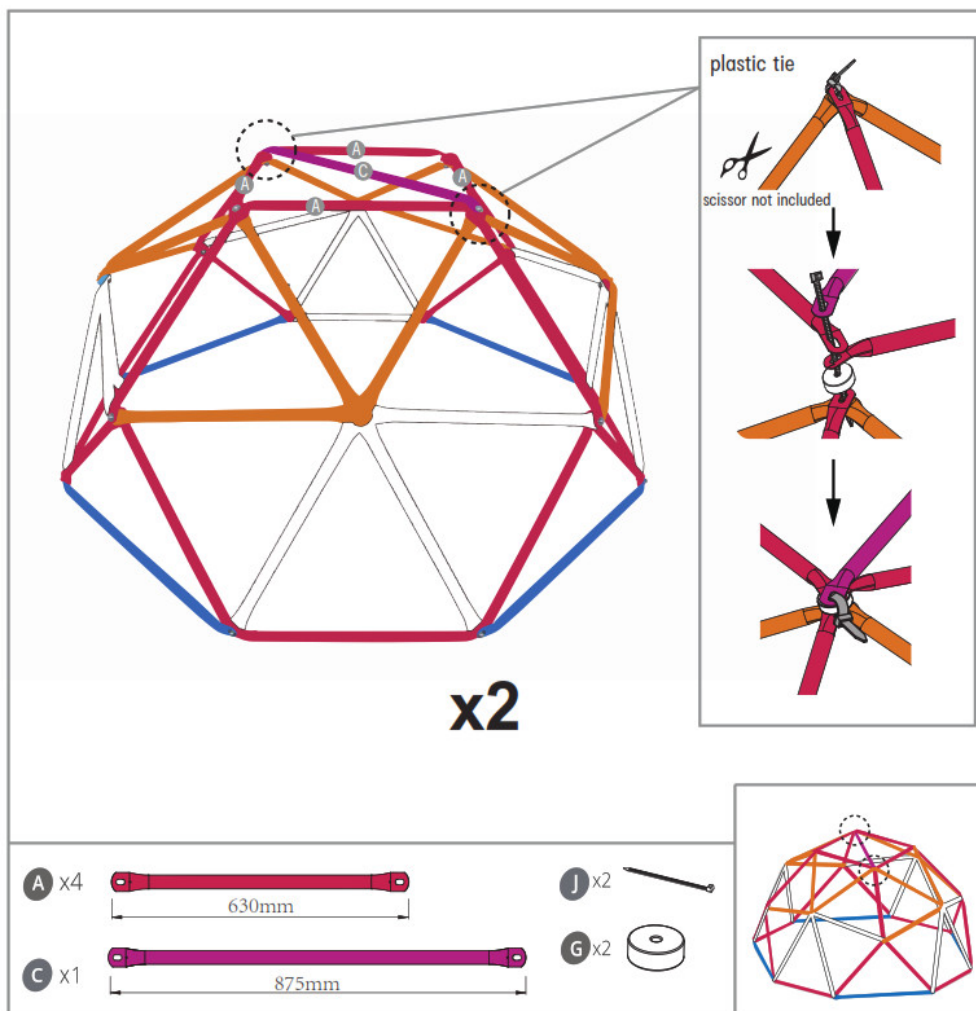 plastic tie
scissor not included
A
C
A
A
A
x2
A x4
630mm
C x1
875mm
J x2
G x2